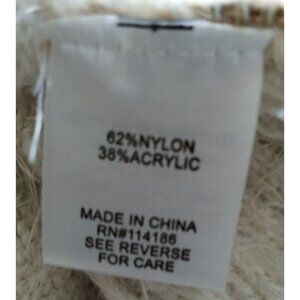 62%NYLON
38%ACRYLIC
MADE IN CHINA
RN#114186
SEE REVERSE
FOR CARE